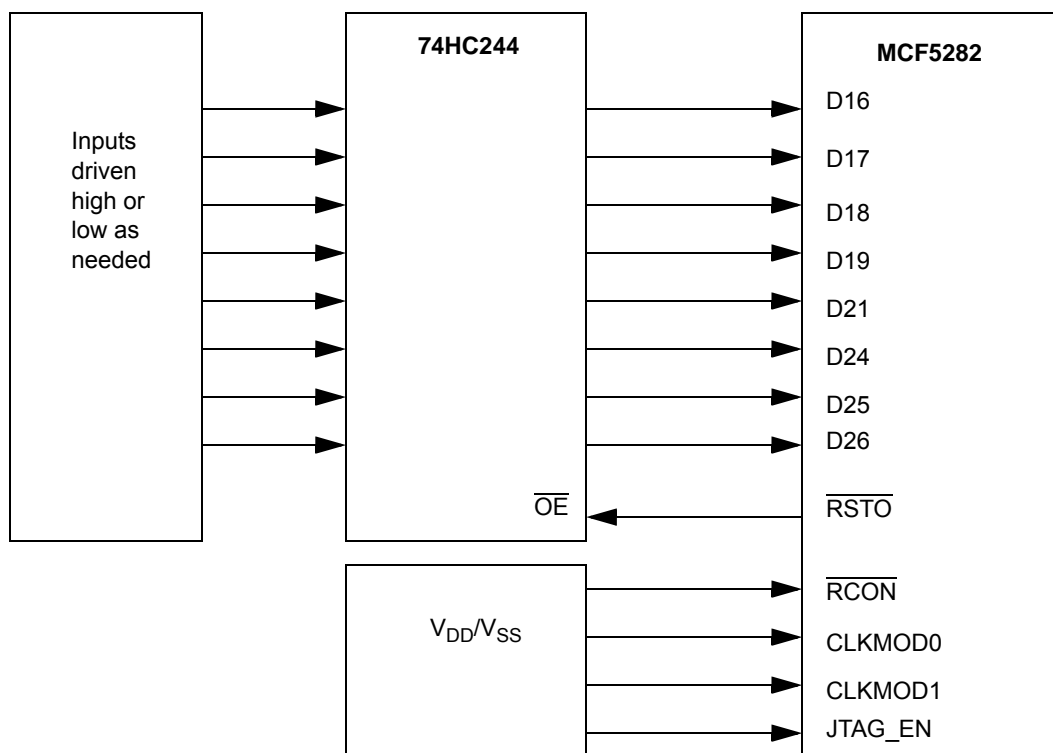 74HC244
MCF5282
Inputs
driven
high or
low as
needed
D16
D17
D18
D19
D21
D24
D25
D26
OE
RSTO
RCON
VDD/VSS
CLKMOD0
CLKMOD1
JTAG_EN